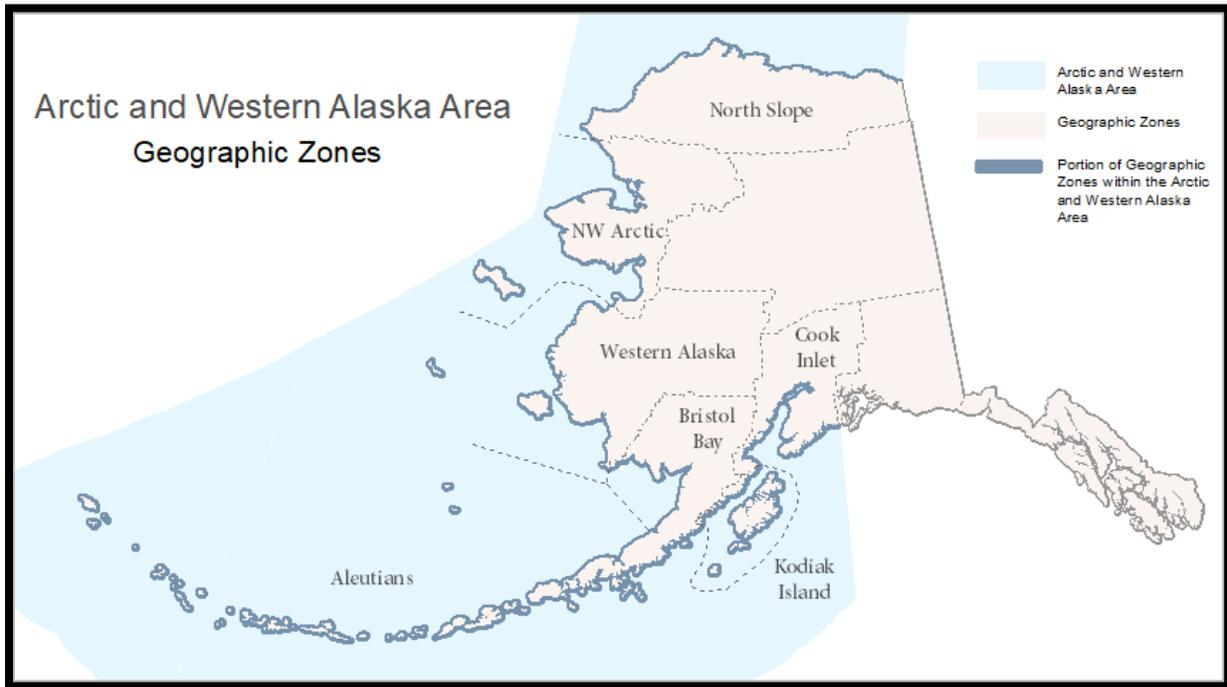 Arctic and Western Alaska Area
Geographic Zones
Arctic and Western
Alaska Area
Geographic Zones
Portion of Geographic
Zones within the Arctic
and Western Alaska
Area
North Slope
NW Arctic
Western Alaska
Cook
Inlet
Bristol
Bay
Aleutians
Kodiak
Island